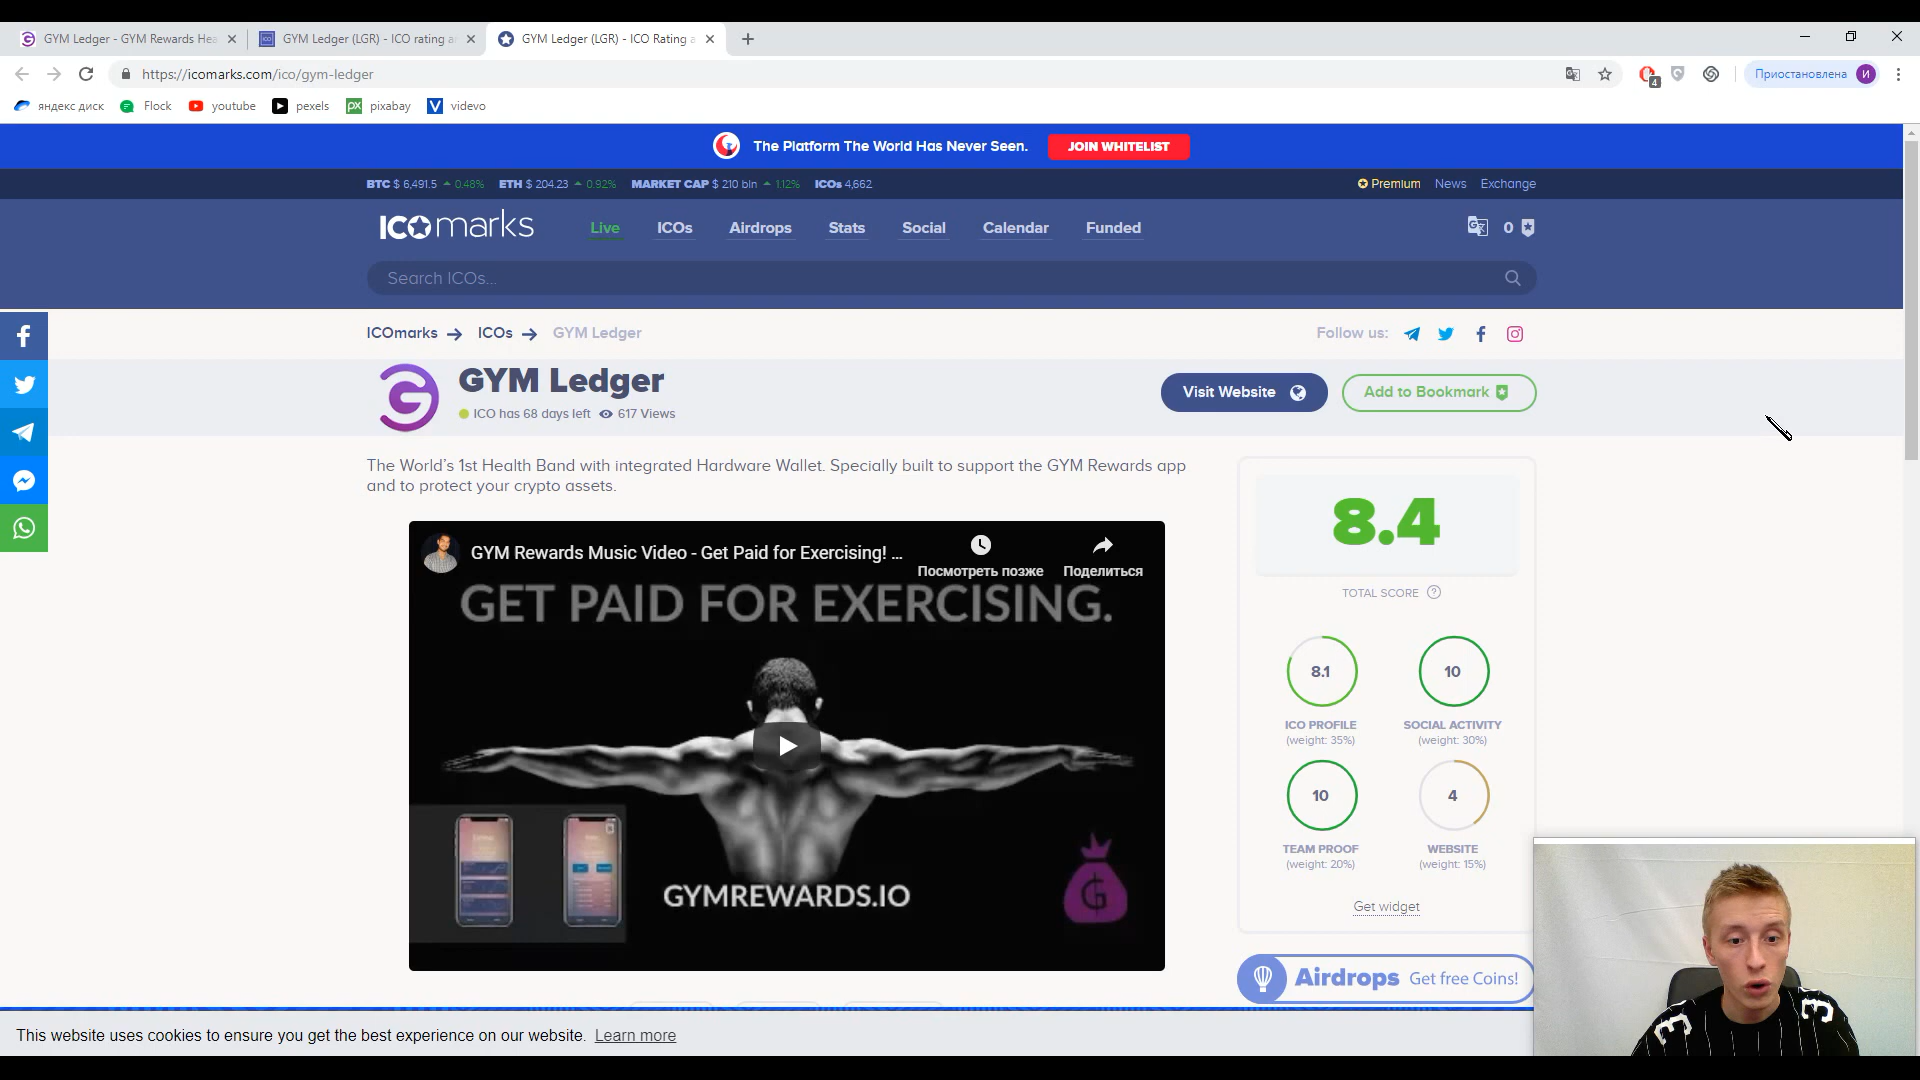 GYM Ledger - GYM Rewards Hea
GYM Ledger (LGR) - ICO rating a
GYM Ledger (LGR) - ICO Rating a
https://icomarks.com/ico/gym-ledger
4
Приостановлена
И
яндекс диск
Flock
youtube
pexels
px pixabay
V videvo
The Platform The World Has Never Seen.
JOIN WHITELIST
BTC $ 6,491.5 0.48% ETH $ 204.23 0.92% MARKET CAP $ 210 bln 1.12% ICOs 4,662
Premium News Exchange
ICOmarks
Live ICOs Airdrops Stats Social Calendar Funded
0
Search ICOs...
ICOmarks ICOs GYM Ledger
Follow us:
GYM Ledger
ICO has 68 days left 617 Views
Visit Website
Add to Bookmark
The World's 1st Health Band with integrated Hardware Wallet. Specially built to support the GYM Rewards app
and to protect your crypto assets.
GYM Rewards Music Video - Get Paid for Exercising! ...
Посмотреть позже
Поделиться
GET PAID FOR EXERCISING.
GYMREWARDS.IO
8.4
TOTAL SCORE ?
8.1
10
ICO PROFILE
(weight: 35%)
SOCIAL ACTIVITY
(weight: 30%)
10
4
TEAM PROOF
(weight: 20%)
WEBSITE
(weight: 15%)
Get widget
Airdrops Get free Coins!
This website uses cookies to ensure you get the best experience on our website. Learn more